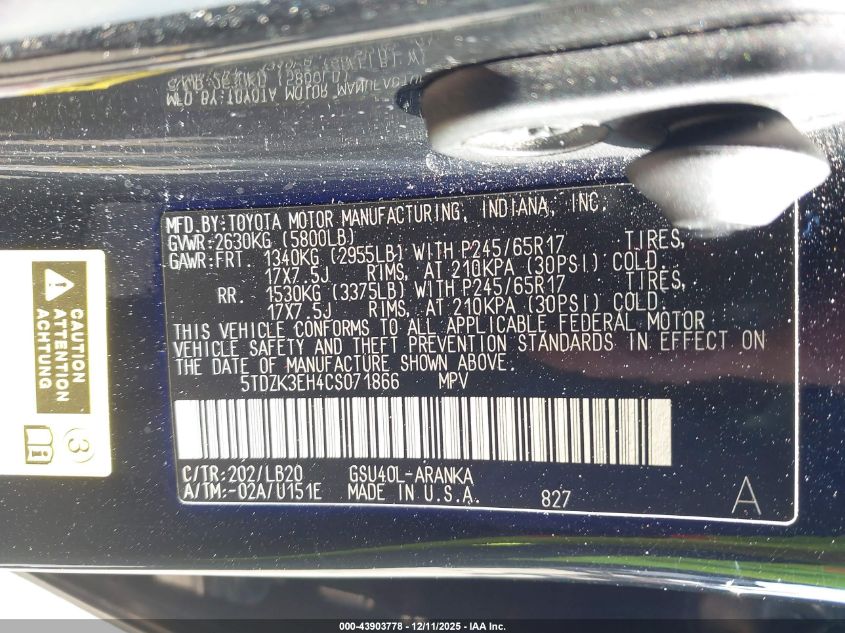 MFD.BY:TOYOTA MOTOR MANUFACTURING, INDIANA, INC.
GVWR:2630KG (5800LB)
GAWR:FRT. 1340KG (2955LB) WITH P245/65R17 TIRES,
17X7.5J RIMS, AT 210KPA (30PSI) COLD.
RR. 1530KG (3375LB) WITH P245/65R17 TIRES,
17X7.5J RIMS, AT 210KPA (30PSI) COLD.
THIS VEHICLE CONFORMS TO ALL APPLICABLE FEDERAL MOTOR
VEHICLE SAFETY AND THEFT PREVENTION STANDARDS IN EFFECT ON
THE DATE OF MANUFACTURE SHOWN ABOVE.
5TDZK3EH4CS071866 MPV
C/TR:202/LB20 GSU40L-ARANKA
A/TM:-02A/U151E MADE IN U.S.A. 827 A
CAUTION
ATTENTION
ACHTUNG
3
000-43903778 - 12/11/2025 - IAA Inc.